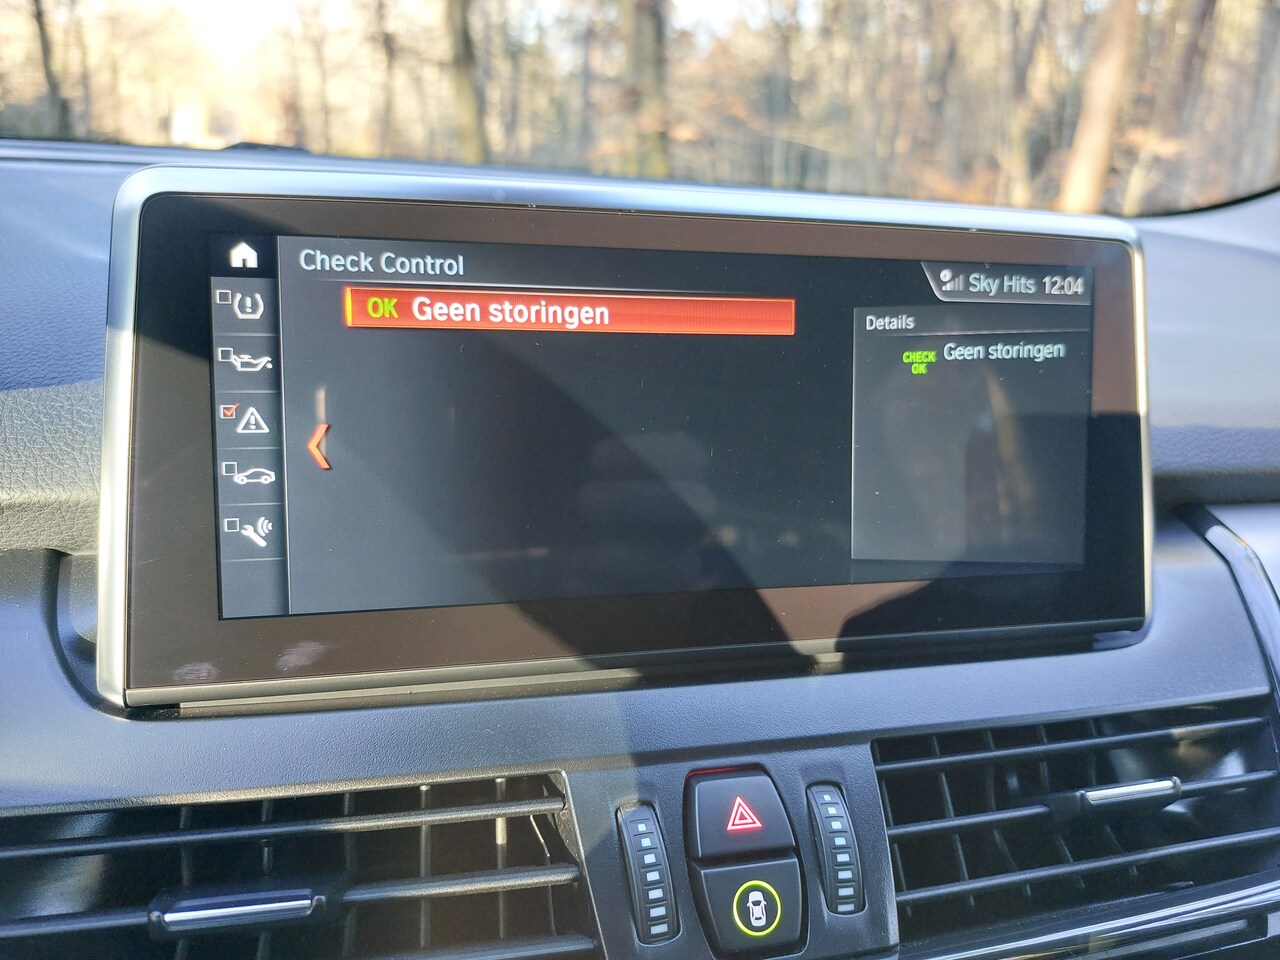 Check Control
Sky Hits 12:04
OK Geen storingen
Details
CHECK OK Geen storingen